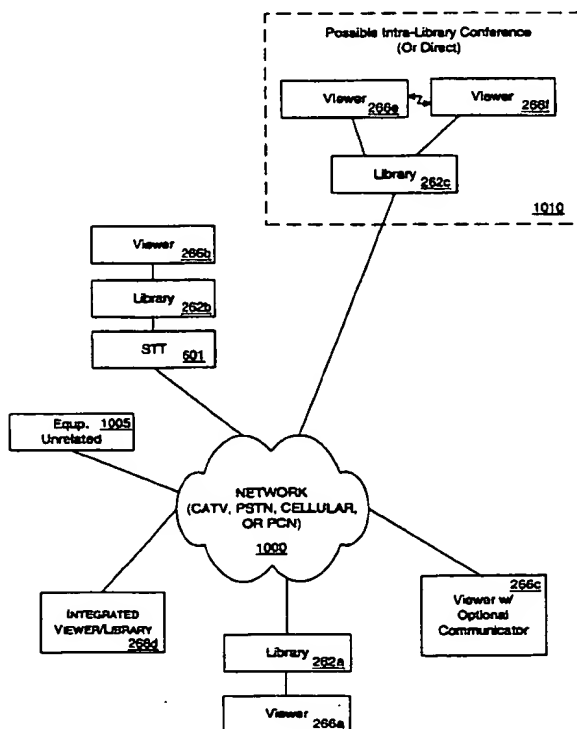 Possible Intra-Library Conference
(Or Direct)
Viewer
266e
Viewer
266f
Library
262c
1010
Viewer
266b
Library
262b
STT
601
Equp. 1005
Unrelated
NETWORK
(CATV, PSTN, CELLULAR,
OR PCN)
1000
INTEGRATED
VIEWER/LIBRARY
266d
266c
Viewer w/
Optional
Communicator
Library
262a
Viewer
266a